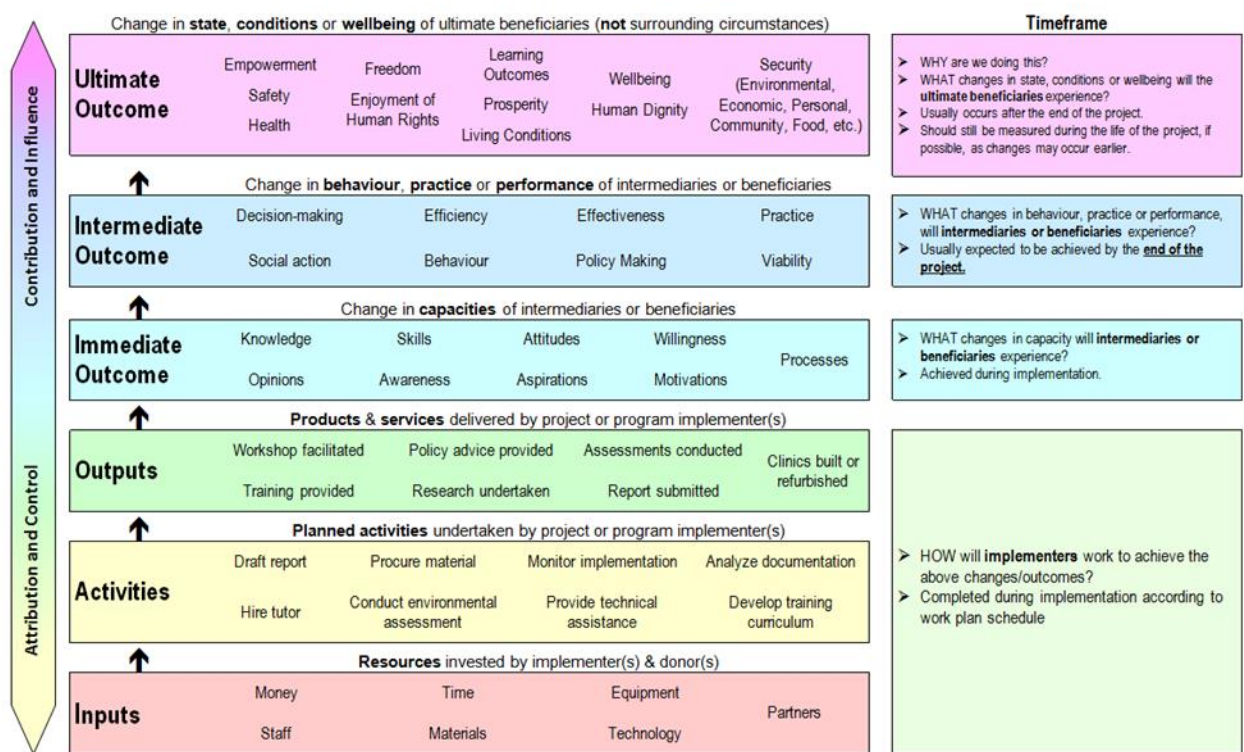 Change in state, conditions or wellbeing of ultimate beneficiaries (not surrounding circumstances)
Timeframe
Contribution and Influence
Attribution and Control
Ultimate
Outcome
Empowerment
Safety
Health
Freedom
Enjoyment of
Human Rights
Learning
Outcomes
Prosperity
Living Conditions
Wellbeing
Human Dignity
Security
(Environmental,
Economic, Personal,
Community, Food, etc.)
➢ WHY are we doing this?
➢ WHAT changes in state, conditions or wellbeing will the
ultimate beneficiaries experience?
➢ Usually occurs after the end of the project.
➢ Should still be measured during the life of the project, if
possible, as changes may occur earlier.
Change in behaviour, practice or performance of intermediaries or beneficiaries
Intermediate
Outcome
Decision-making
Efficiency
Effectiveness
Practice
Social action
Behaviour
Policy Making
Viability
➢ WHAT changes in behaviour, practice or performance,
will intermediaries or beneficiaries experience?
➢ Usually expected to be achieved by the end of the
project.
Change in capacities of intermediaries or beneficiaries
Immediate
Outcome
Knowledge
Skills
Attitudes
Willingness
Processes
Opinions
Awareness
Aspirations
Motivations
➢ WHAT changes in capacity will intermediaries or
beneficiaries experience?
➢ Achieved during implementation.
Products & services delivered by project or program implementer(s)
Outputs
Workshop facilitated
Policy advice provided
Assessments conducted
Clinics built or
refurbished
Training provided
Research undertaken
Report submitted
Planned activities undertaken by project or program implementer(s)
Activities
Draft report
Procure material
Monitor implementation
Analyze documentation
Hire tutor
Conduct environmental
assessment
Provide technical
assistance
Develop training
curriculum
➢ HOW will implementers work to achieve the
above changes/outcomes?
➢ Completed during implementation according to
work plan schedule
Resources invested by implementer(s) & donor(s)
Inputs
Money
Time
Equipment
Partners
Staff
Materials
Technology